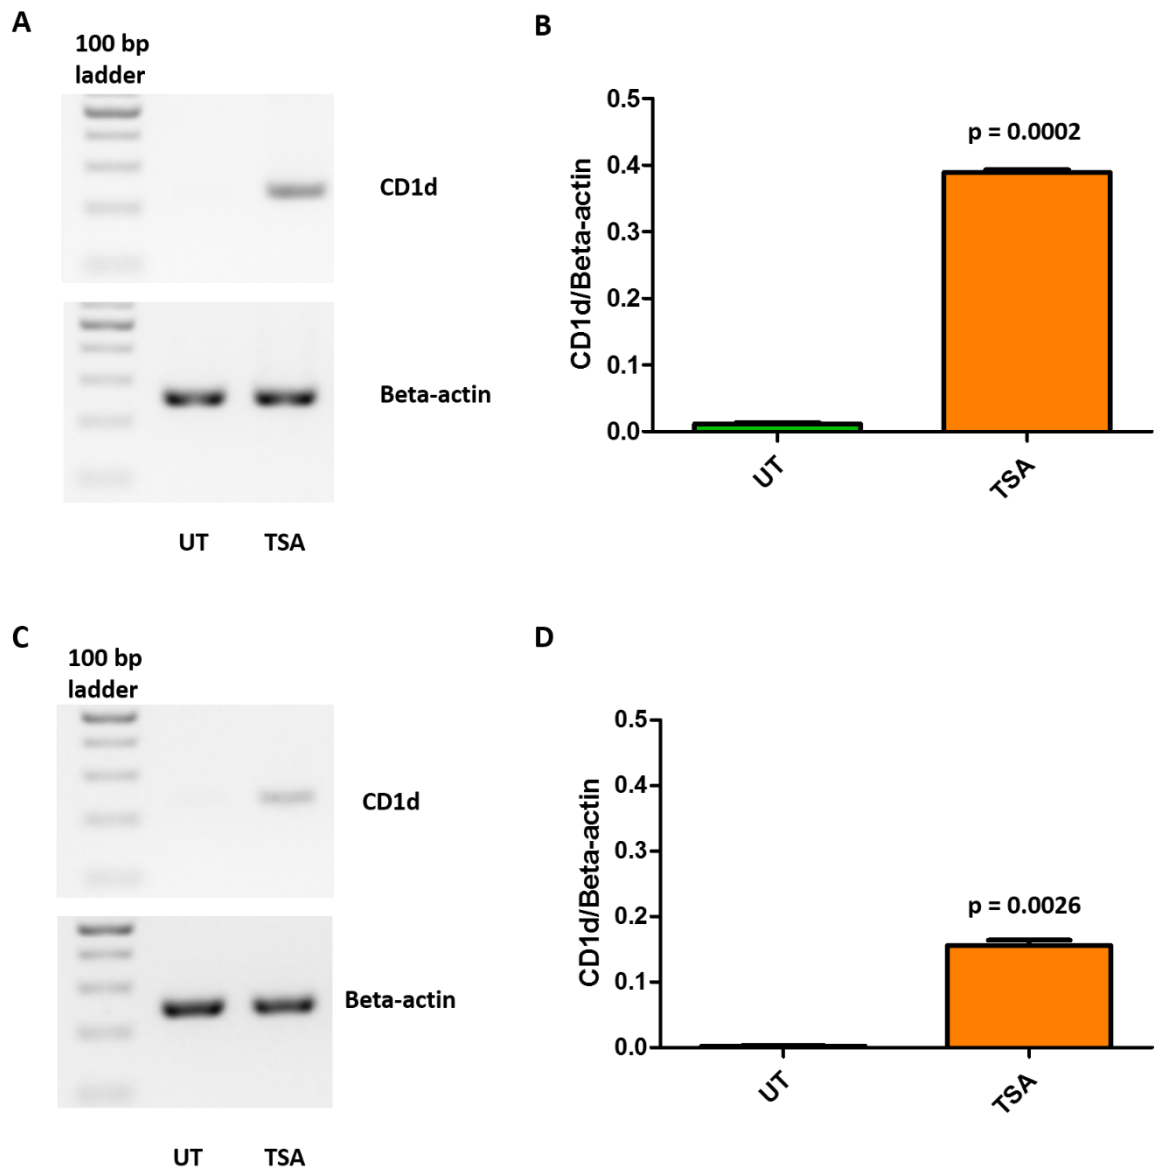 A
100 bp
ladder
CD1d
Beta-actin
UT TSA
B
CD1d/Beta-actin
0.5
0.4
0.3
0.2
0.1
0.0
p = 0.0002
UT TSA
C
100 bp
ladder
CD1d
Beta-actin
UT TSA
D
CD1d/Beta-actin
0.5
0.4
0.3
0.2
0.1
0.0
p = 0.0026
UT TSA